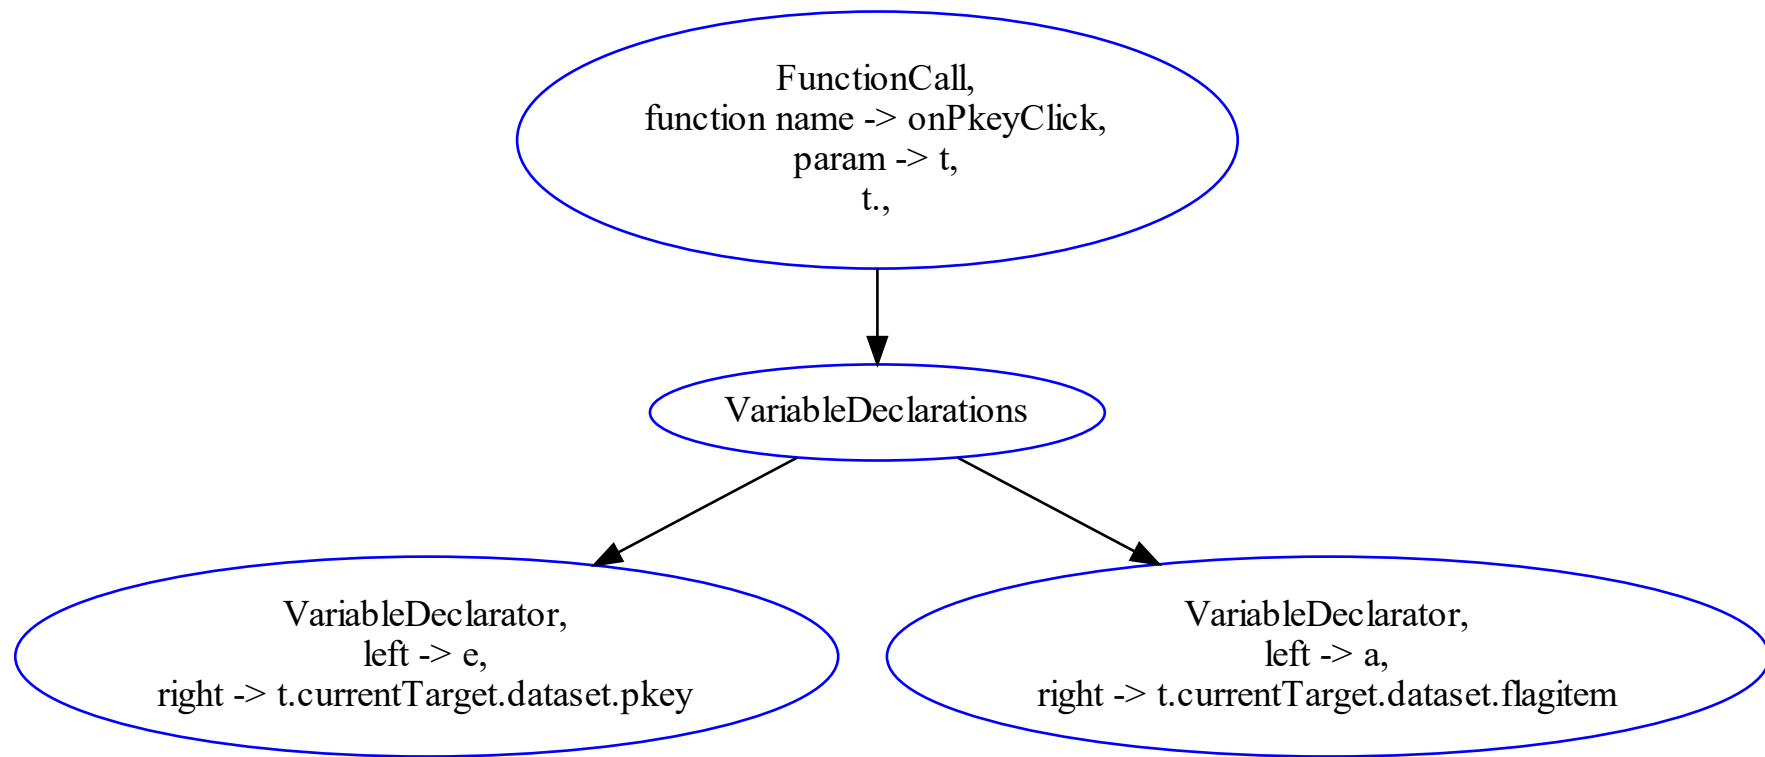 FunctionCall,
function name -> onPkeyClick,
param -> t,
t.,
VariableDeclarations
VariableDeclarator,
left -> e,
right -> t.currentTarget.dataset.pkey
VariableDeclarator,
left -> a,
right -> t.currentTarget.dataset.flagitem